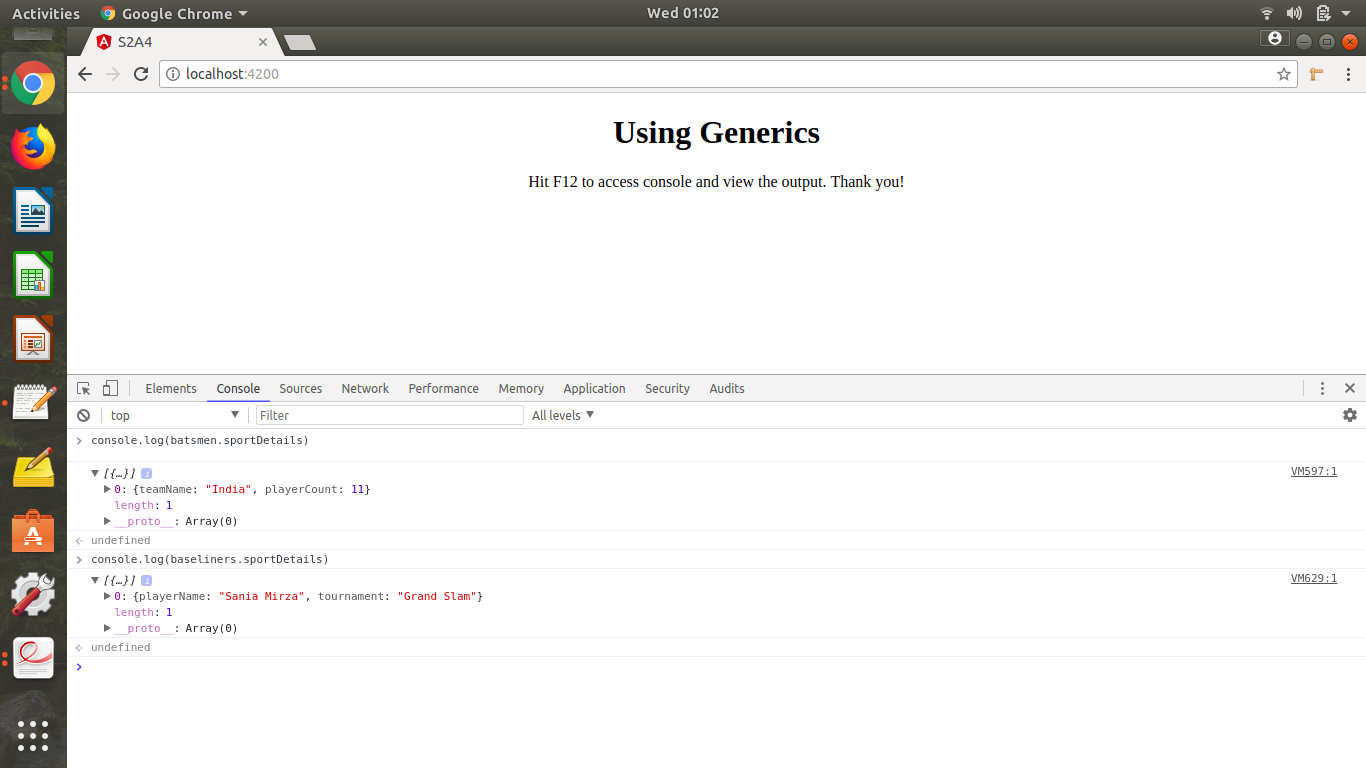 Activities Google Chrome Wed 01:02
S2A4
localhost:4200
Using Generics
Hit F12 to access console and view the output. Thank you!
Elements Console Sources Network Performance Memory Application Security Audits
top Filter All levels
console.log(batsmen.sportDetails)
[{…}] i VM597:1
0: {teamName: "India", playerCount: 11}
length: 1
__proto__: Array(0)
undefined
console.log(baseliners.sportDetails)
[{…}] i VM629:1
0: {playerName: "Sania Mirza", tournament: "Grand Slam"}
length: 1
__proto__: Array(0)
undefined